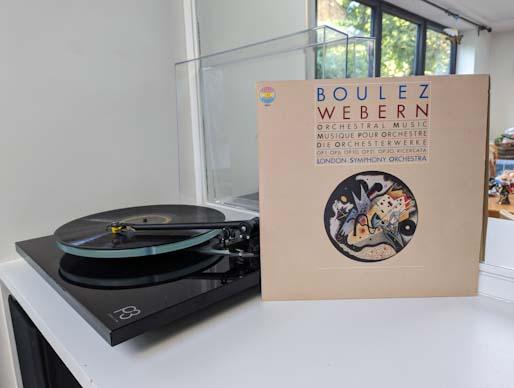 BOULEZ
WEBERN
ORCHESTRAL MUSIC
MUSIQUE POUR ORCHESTRE
DIE ORCHESTERWERKE
OP.1, OP.6, OP.10, OP.21, OP.30, RICERCATA
LONDON SYMPHONY ORCHESTRA
P3